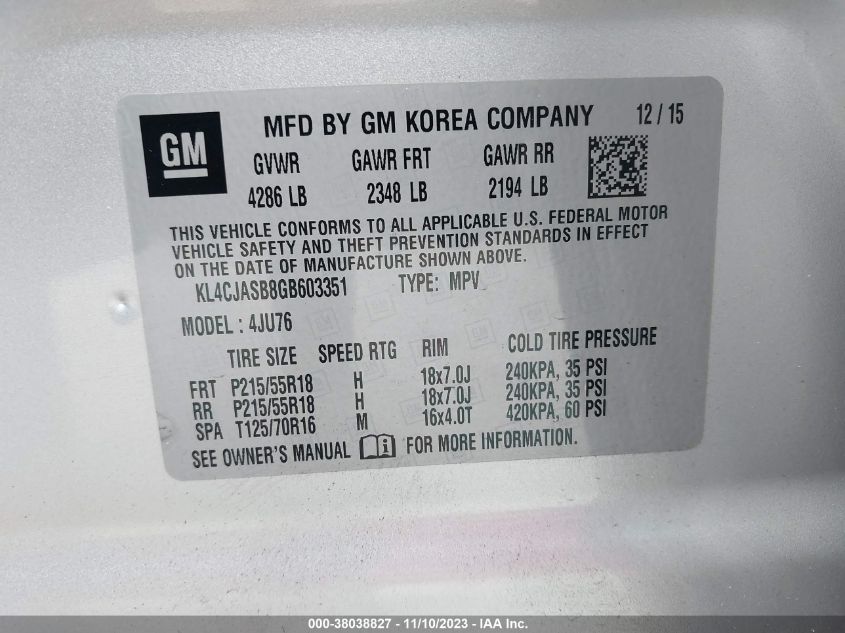 GM
MFD BY GM KOREA COMPANY 12 / 15
GVWR GAWR FRT GAWR RR
4286 LB 2348 LB 2194 LB
THIS VEHICLE CONFORMS TO ALL APPLICABLE U.S. FEDERAL MOTOR
VEHICLE SAFETY AND THEFT PREVENTION STANDARDS IN EFFECT
ON THE DATE OF MANUFACTURE SHOWN ABOVE.
KL4CJASB8GB603351 TYPE: MPV
MODEL : 4JU76
TIRE SIZE SPEED RTG RIM COLD TIRE PRESSURE
FRT P215/55R18 H 18x7.0J 240KPA, 35 PSI
RR P215/55R18 H 18x7.0J 240KPA, 35 PSI
SPA T125/70R16 M 16x4.0T 420KPA, 60 PSI
SEE OWNER'S MANUAL i FOR MORE INFORMATION.
000-38038827 - 11/10/2023 - IAA Inc.